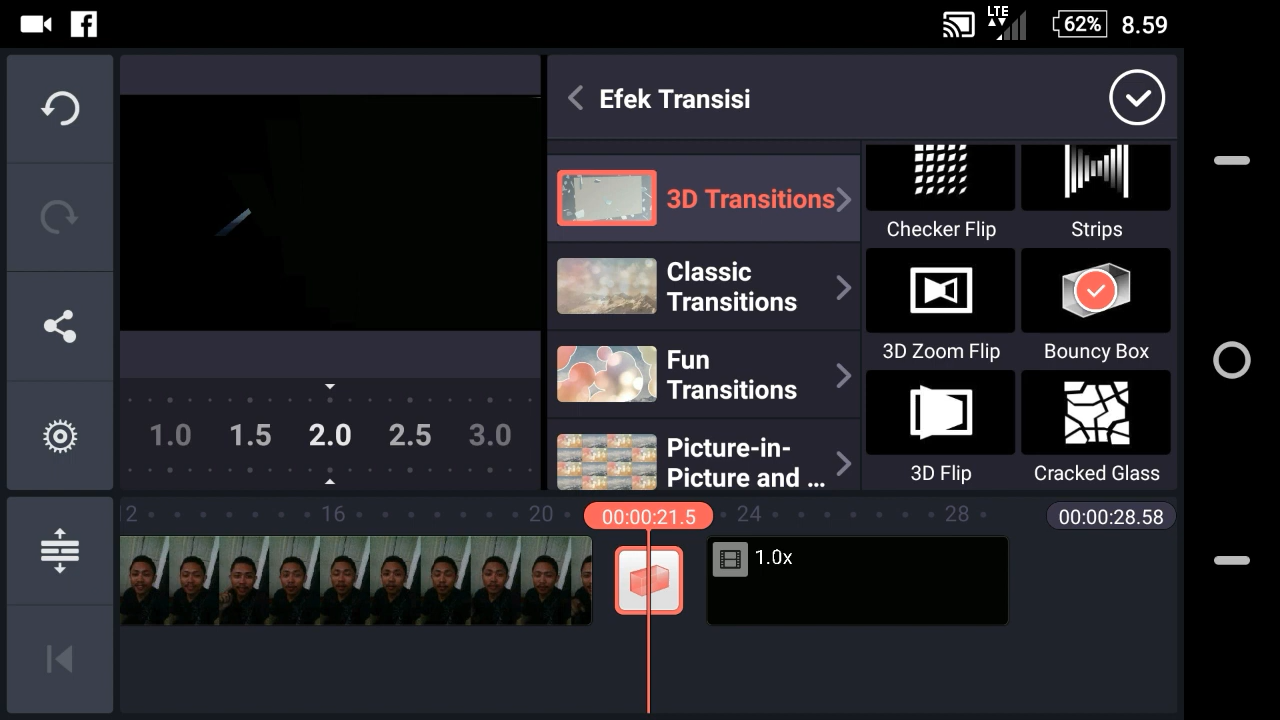 LTE
62%
8.59
Efek Transisi
3D Transitions
Classic
Transitions
Fun
Transitions
Picture-in-
Picture and ...
Checker Flip
Strips
3D Zoom Flip
Bouncy Box
3D Flip
Cracked Glass
1.0 1.5 2.0 2.5 3.0
12 16 20 00:00:21.5 24 28 00:00:28.58
1.0x